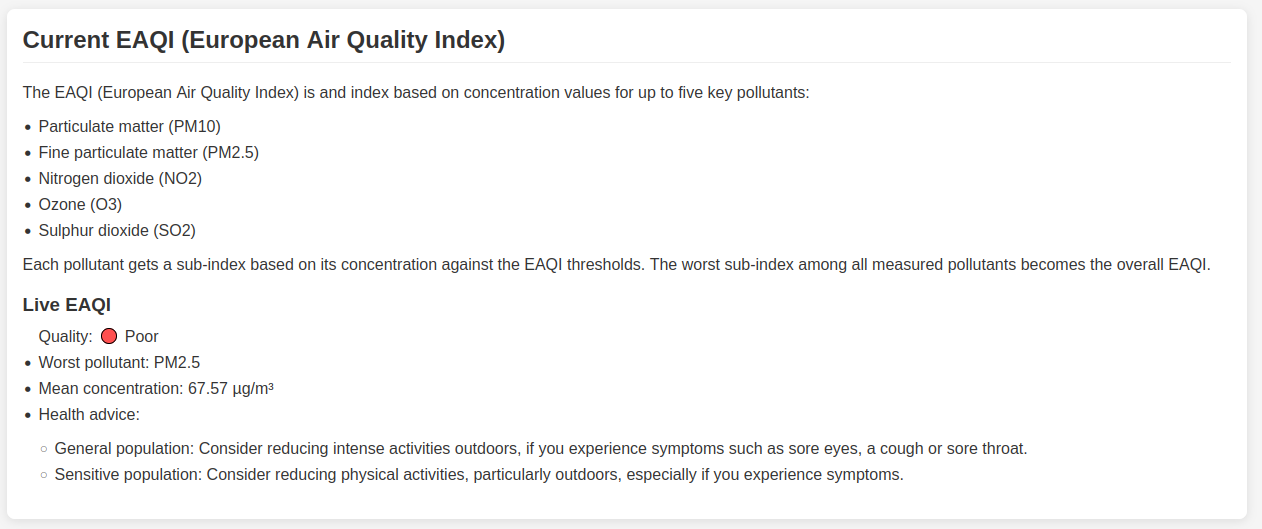 Current EAQI (European Air Quality Index)
The EAQI (European Air Quality Index) is and index based on concentration values for up to five key pollutants:
Particulate matter (PM10)
Fine particulate matter (PM2.5)
Nitrogen dioxide (NO2)
Ozone (O3)
Sulphur dioxide (SO2)
Each pollutant gets a sub-index based on its concentration against the EAQI thresholds. The worst sub-index among all measured pollutants becomes the overall EAQI.
Live EAQI
Quality: Poor
Worst pollutant: PM2.5
Mean concentration: 67.57 µg/m³
Health advice:
General population: Consider reducing intense activities outdoors, if you experience symptoms such as sore eyes, a cough or sore throat.
Sensitive population: Consider reducing physical activities, particularly outdoors, especially if you experience symptoms.